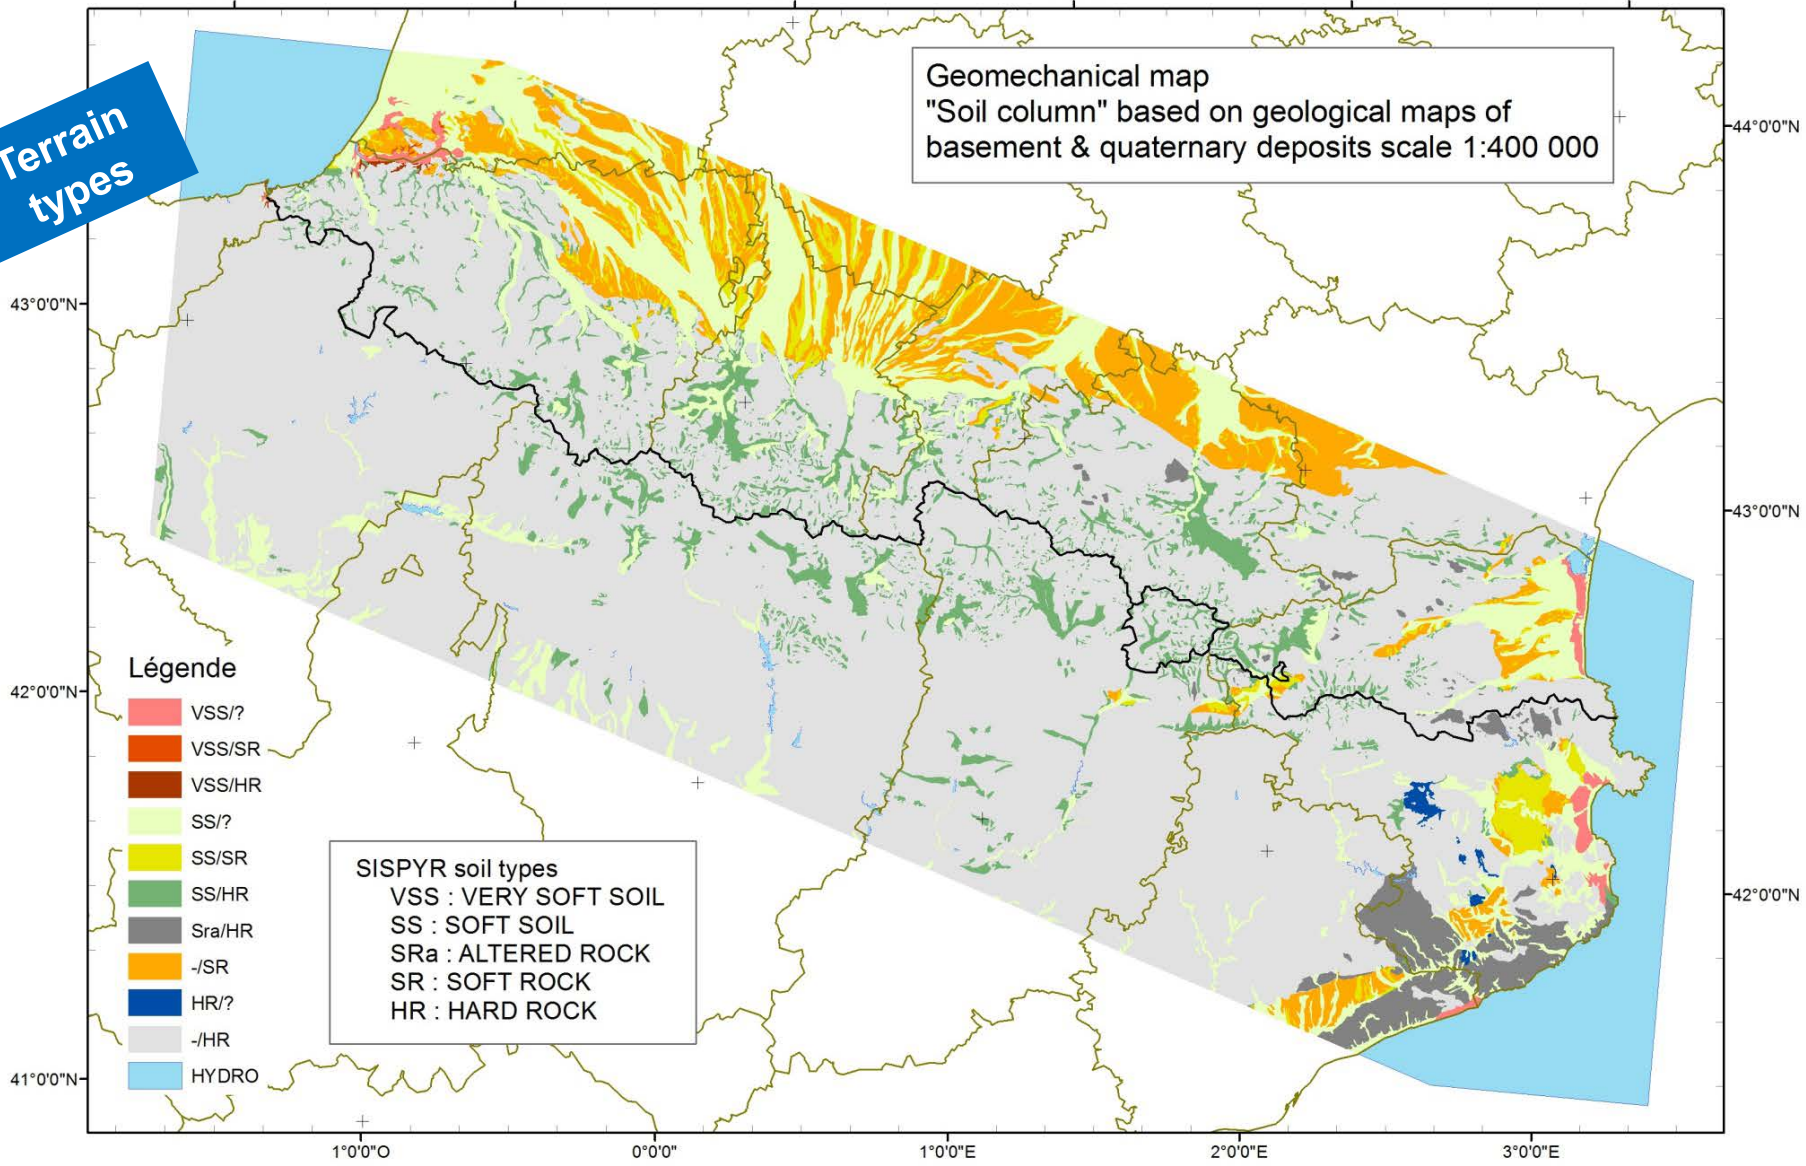 Terrain
types
Geomechanical map
"Soil column" based on geological maps of
basement & quaternary deposits scale 1:400 000
44°0'0"N
43°0'0"N
43°0'0"N
42°0'0"N
42°0'0"N
41°0'0"N
Légende
VSS/?
VSS/SR
VSS/HR
SS/?
SS/SR
SS/HR
Sra/HR
-/SR
HR/?
-/HR
HYDRO
SISPYR soil types
VSS : VERY SOFT SOIL
SS : SOFT SOIL
SRa : ALTERED ROCK
SR : SOFT ROCK
HR : HARD ROCK
1°0'0"O
0°0'0"
1°0'0"E
2°0'0"E
3°0'0"E